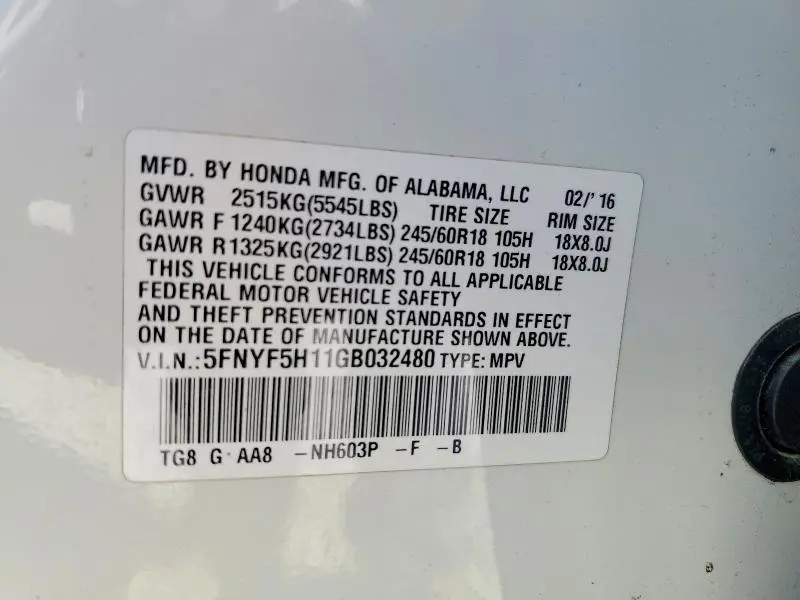 MFD. BY HONDA MFG. OF ALABAMA, LLC 02/'16
GVWR 2515KG(5545LBS) TIRE SIZE RIM SIZE
GAWR F 1240KG(2734LBS) 245/60R18 105H 18X8.0J
GAWR R 1325KG(2921LBS) 245/60R18 105H 18X8.0J
THIS VEHICLE CONFORMS TO ALL APPLICABLE
FEDERAL MOTOR VEHICLE SAFETY
AND THEFT PREVENTION STANDARDS IN EFFECT
ON THE DATE OF MANUFACTURE SHOWN ABOVE.
V.I.N.:5FNYF5H11GB032480 TYPE: MPV
TG8 G-AA8 -NH603P -F -B